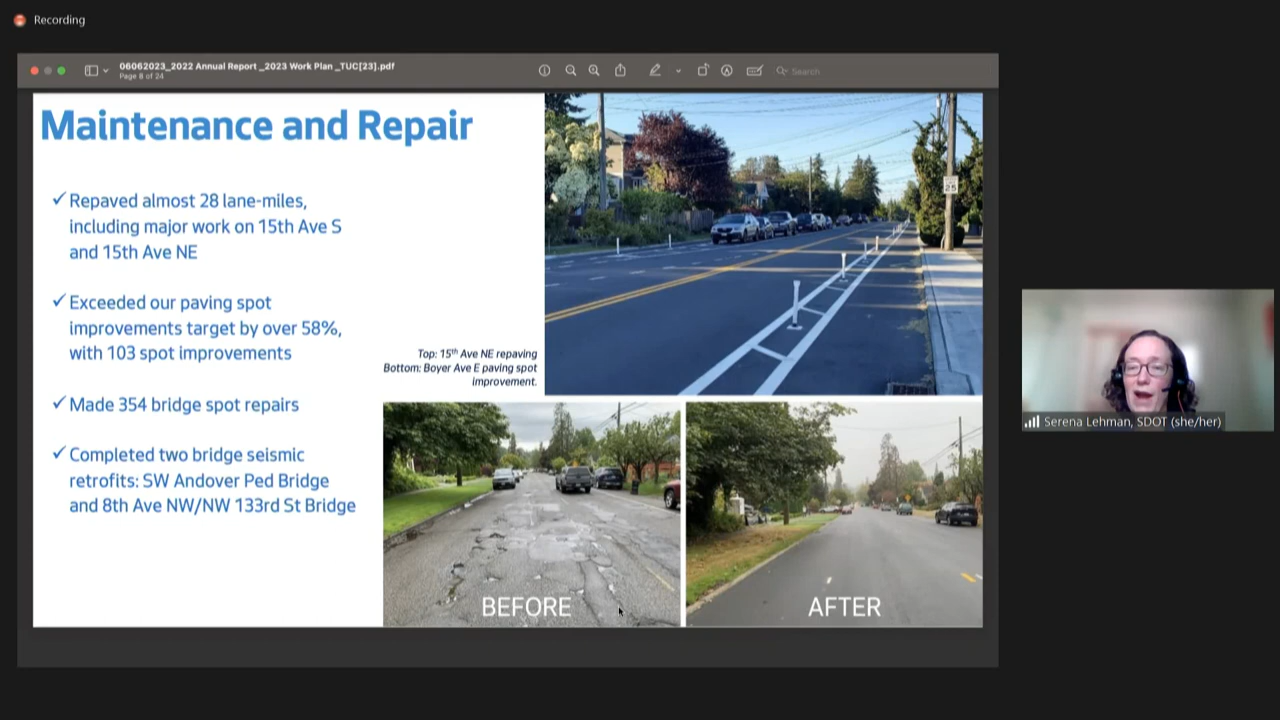 Recording
06062023_2022 Annual Report _2023 Work Plan _TUC[23].pdf
Page 8 of 24
Search
Maintenance and Repair
✓ Repaved almost 28 lane-miles,
including major work on 15th Ave S
and 15th Ave NE
✓ Exceeded our paving spot
improvements target by over 58%,
with 103 spot improvements
✓ Made 354 bridge spot repairs
✓ Completed two bridge seismic
retrofits: SW Andover Ped Bridge
and 8th Ave NW/NW 133rd St Bridge
Top: 15th Ave NE repaving
Bottom: Boyer Ave E paving spot
improvement.
25
BEFORE
AFTER
Serena Lehman, SDOT (she/her)